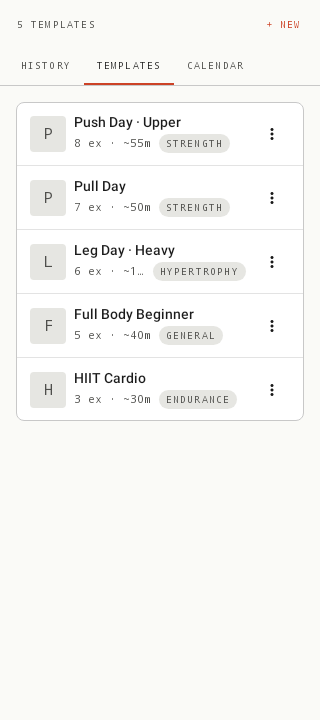 5 TEMPLATES
+ NEW
HISTORY TEMPLATES CALENDAR
P
Push Day · Upper
8 ex · ~55m STRENGTH
P
Pull Day
7 ex · ~50m STRENGTH
L
Leg Day · Heavy
6 ex · ~1… HYPERTROPHY
F
Full Body Beginner
5 ex · ~40m GENERAL
H
HIIT Cardio
3 ex · ~30m ENDURANCE